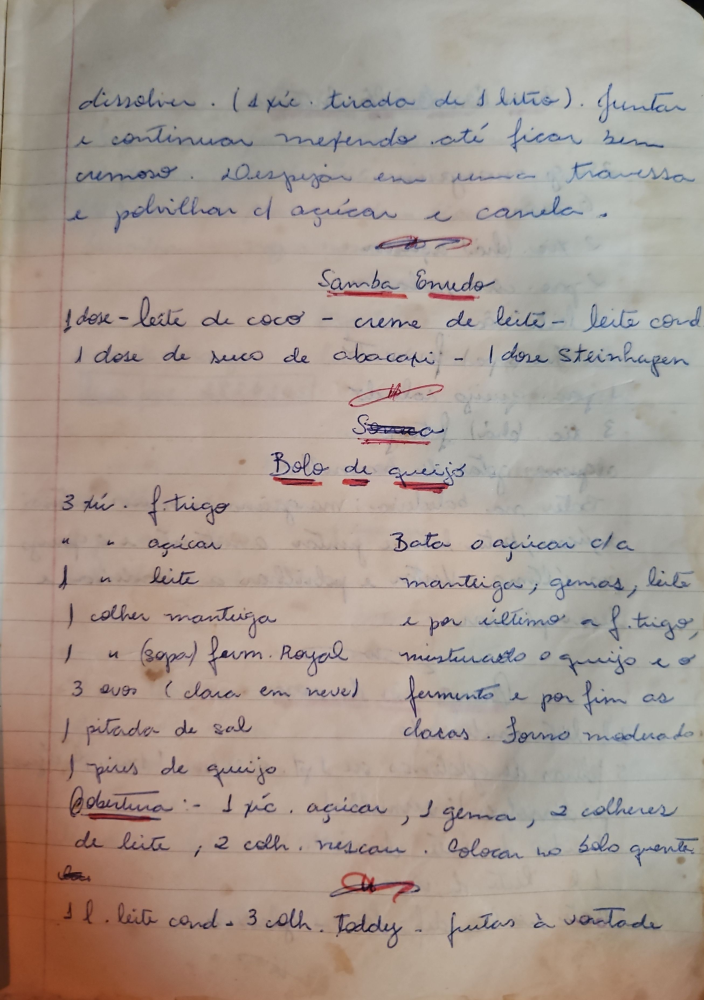 dissolver. (1 xíc. tirada de 1 litro). Juntar
e continuar mexendo até ficar bem
cremoso. Despejar em uma travessa
e polvilhar c/ açúcar e canela.
Samba Enredo
1 dose - leite de coco - creme de leite - leite cond
1 dose de suco de abacaxi - 1 dose Steinhagen
Bolo de queijo
3 xíc. f. trigo
" " açúcar
1 " leite
1 colher manteiga
1 " (sopa) ferm. Royal
3 ovos (clara em neve)
1 pitada de sal
1 pires de queijo
Bata o açúcar c/a
manteiga, gemas, leite
e por último a f. trigo,
misturado o queijo e o
fermento e por fim as
claras. Forno moderado
Cobertura :- 1 xíc. açúcar, 1 gema, 2 colheres
de leite, 2 colh. nescau. Colocar no bolo quente.
1 l. leite cond - 3 colh. Toddy - frutas à vontade